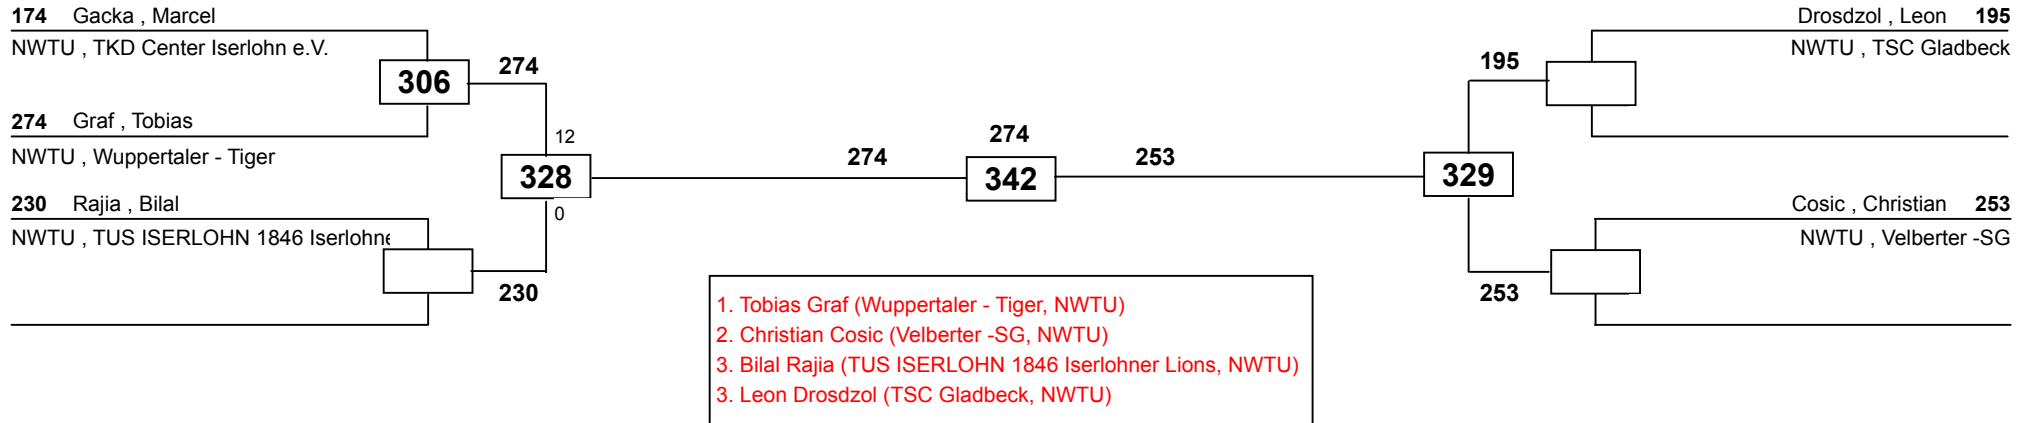 174 Gacka , Marcel
NWTU , TKD Center Iserlohn e.V.
306
274
274 Graf , Tobias
NWTU , Wuppertaler - Tiger
12
328
0
230 Rajia , Bilal
NWTU , TUS ISERLOHN 1846 Iserlohne
230
274
274
342
253
Drosdzol , Leon 195
NWTU , TSC Gladbeck
195
329
Cosic , Christian 253
NWTU , Velberter -SG
253
1. Tobias Graf (Wuppertaler - Tiger, NWTU)
2. Christian Cosic (Velberter -SG, NWTU)
3. Bilal Rajia (TUS ISERLOHN 1846 Iserlohner Lions, NWTU)
3. Leon Drosdzol (TSC Gladbeck, NWTU)